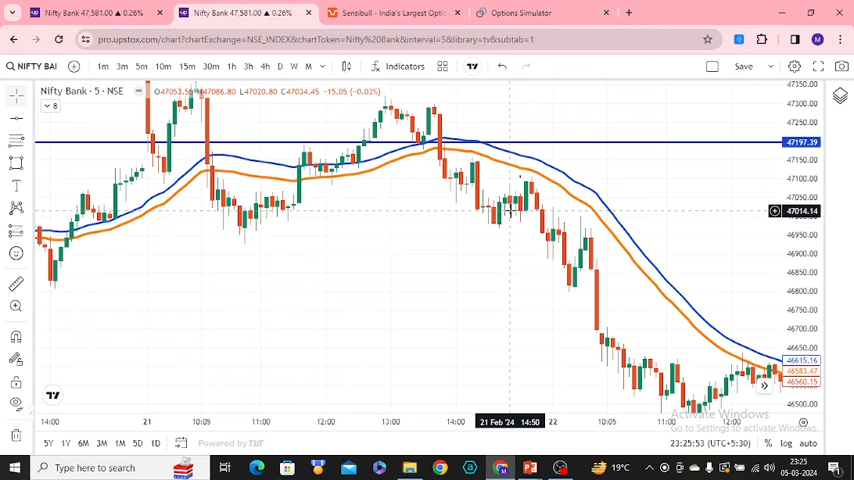 Nifty Bank 47,581.00 ▲ 0.26%
Nifty Bank 47,581.00 ▲ 0.26%
Sensibull - India's Largest Optic
Options Simulator
pro.upstox.com/chart?chartExchange=NSE_INDEX&chartToken=Nifty%20Bank&interval=5&library=tv&subtab=1
NIFTY BAI 1m 3m 5m 10m 15m 30m 1h 3h 4h D W M Indicators Save
Nifty Bank · 5 · NSE O47053.55 H47086.80 L47020.80 C47034.45 -15.05 (-0.03%)
8
47350.00
47300.00
47250.00
47197.39
47150.00
47100.00
47050.00
47014.14
46950.00
46900.00
46850.00
46800.00
46750.00
46700.00
46650.00
46615.16
46583.47
46560.15
46500.00
14:00 21 10:05 11:00 12:00 13:00 14:00 21 Feb '24 14:50 22 10:05 11:00 12:00
Activate Windows
Go to Settings to activate Windows.
5Y 1Y 6M 3M 1M 5D 1D Powered by TbT 23:25:53 (UTC+5:30) % log auto
Type here to search
19°C
23:25
05-03-2024